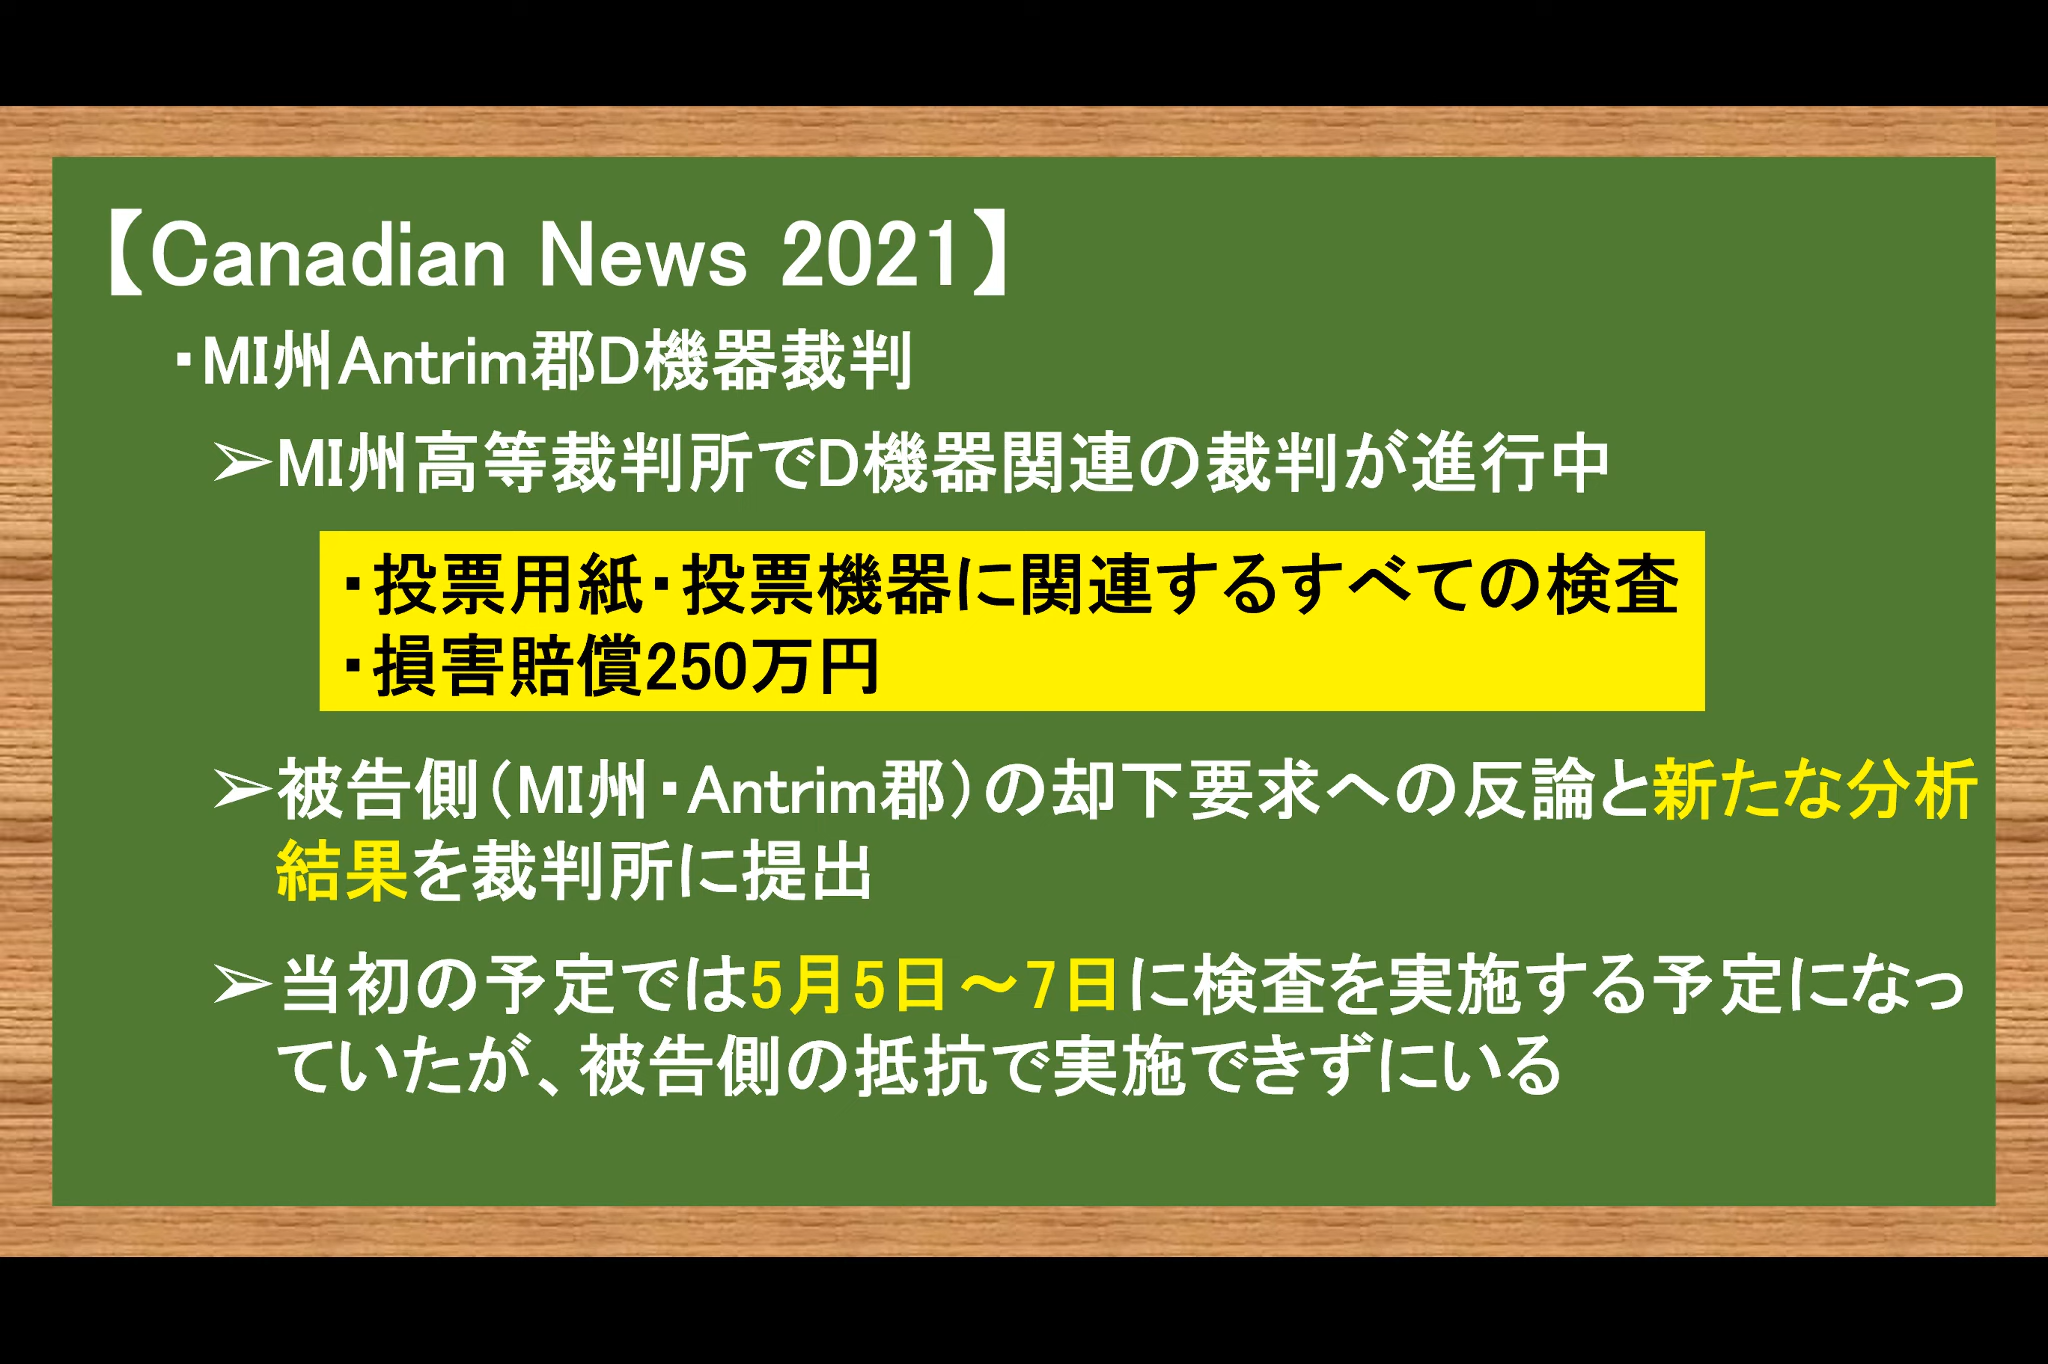 【Canadian News 2021】
・MI州Antrim郡D機器裁判
➢MI州高等裁判所でD機器関連の裁判が進行中
・投票用紙・投票機器に関連するすべての検査
・損害賠償250万円
➢被告側（MI州・Antrim郡）の却下要求への反論と新たな分析
結果を裁判所に提出
➢当初の予定では5月5日～7日に検査を実施する予定になっ
ていたが、被告側の抵抗で実施できずにいる